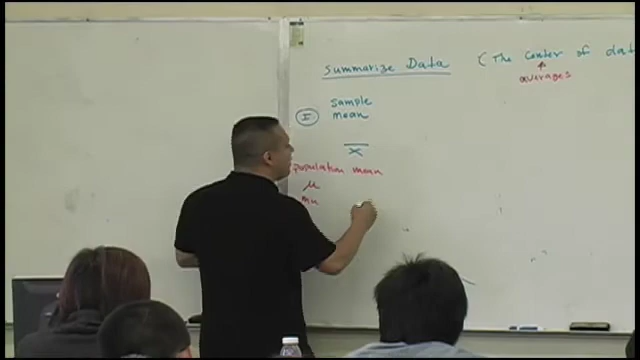 Summarize Data (The center of dat
averages
I. sample
mean
x̅
population mean
μ
mu